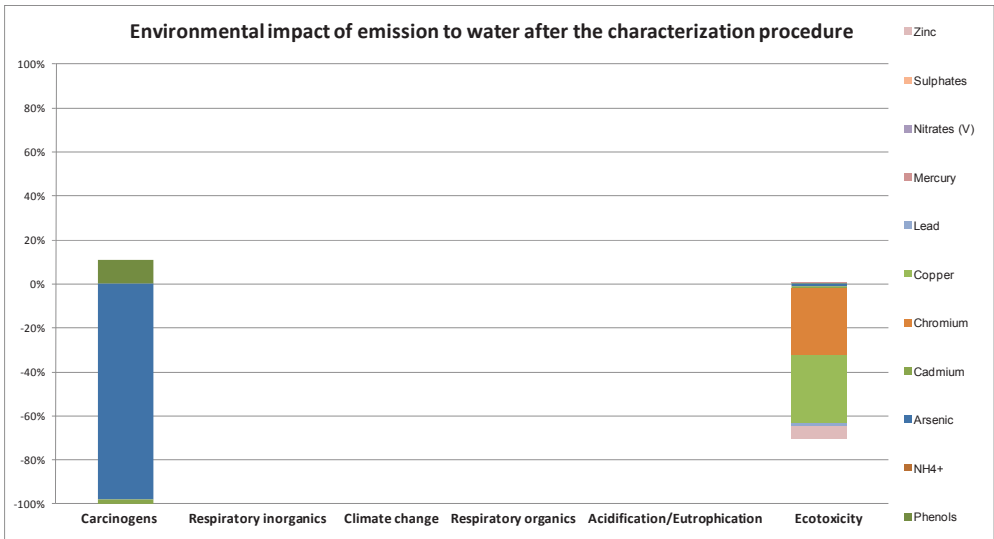 Environmental impact of emission to water after the characterization procedure
100%
80%
60%
40%
20%
0%
-20%
-40%
-60%
-80%
-100%
Carcinogens Respiratory inorganics Climate change Respiratory organics Acidification/Eutrophication Ecotoxicity
Zinc
Sulphates
Nitrates (V)
Mercury
Lead
Copper
Chromium
Cadmium
Arsenic
NH4+
Phenols